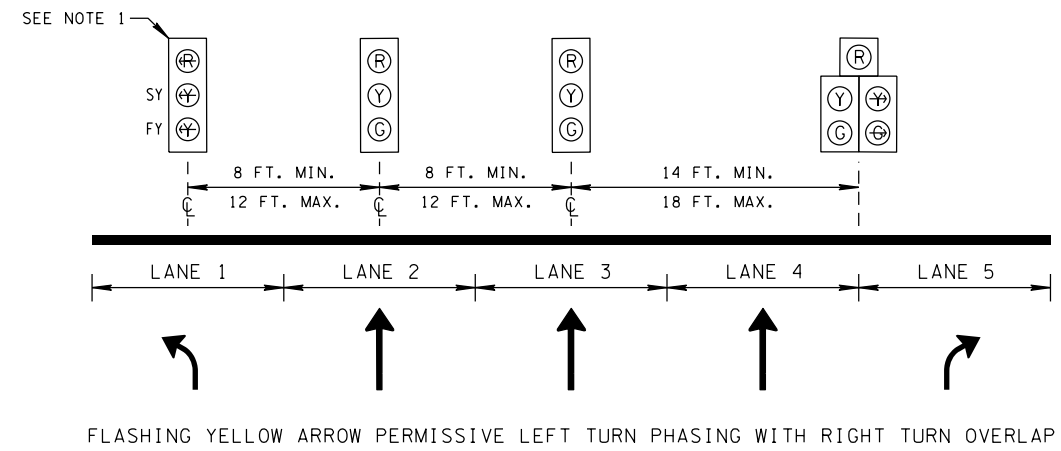 SEE NOTE 1
R R R R
SY Y Y Y Y Y
FY Y G G G G
8 FT. MIN. 8 FT. MIN. 14 FT. MIN.
℄ 12 FT. MAX. ℄ 12 FT. MAX. ℄ 18 FT. MAX.
LANE 1 LANE 2 LANE 3 LANE 4 LANE 5
FLASHING YELLOW ARROW PERMISSIVE LEFT TURN PHASING WITH RIGHT TURN OVERLAP